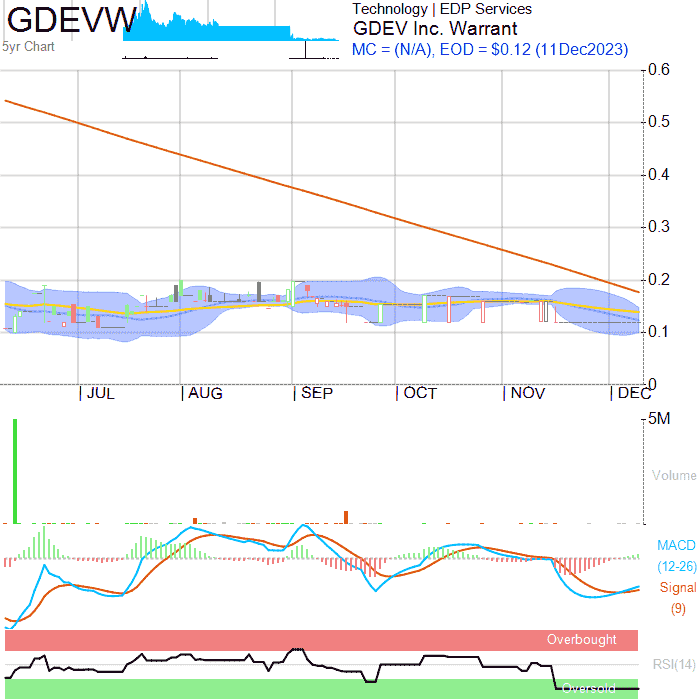 GDEVW
5yr Chart
Technology | EDP Services
GDEV Inc. Warrant
MC = (N/A), EOD = $0.12 (11Dec2023)
0.6
0.5
0.4
0.3
0.2
0.1
0
JUL
AUG
SEP
OCT
NOV
DEC
5M
Volume
MACD
(12-26)
Signal
(9)
Overbought
RSI(14)
Oversold